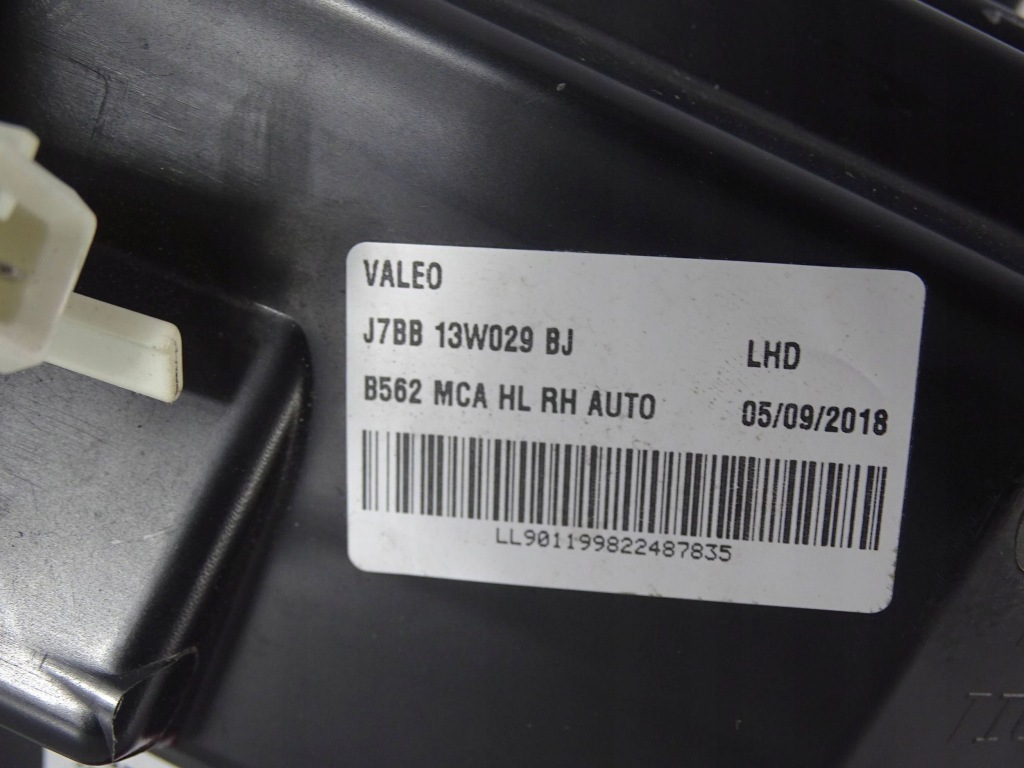 VALEO
J7BB 13W029 BJ
LHD
B562 MCA HL RH AUTO
05/09/2018
LL901199822487835